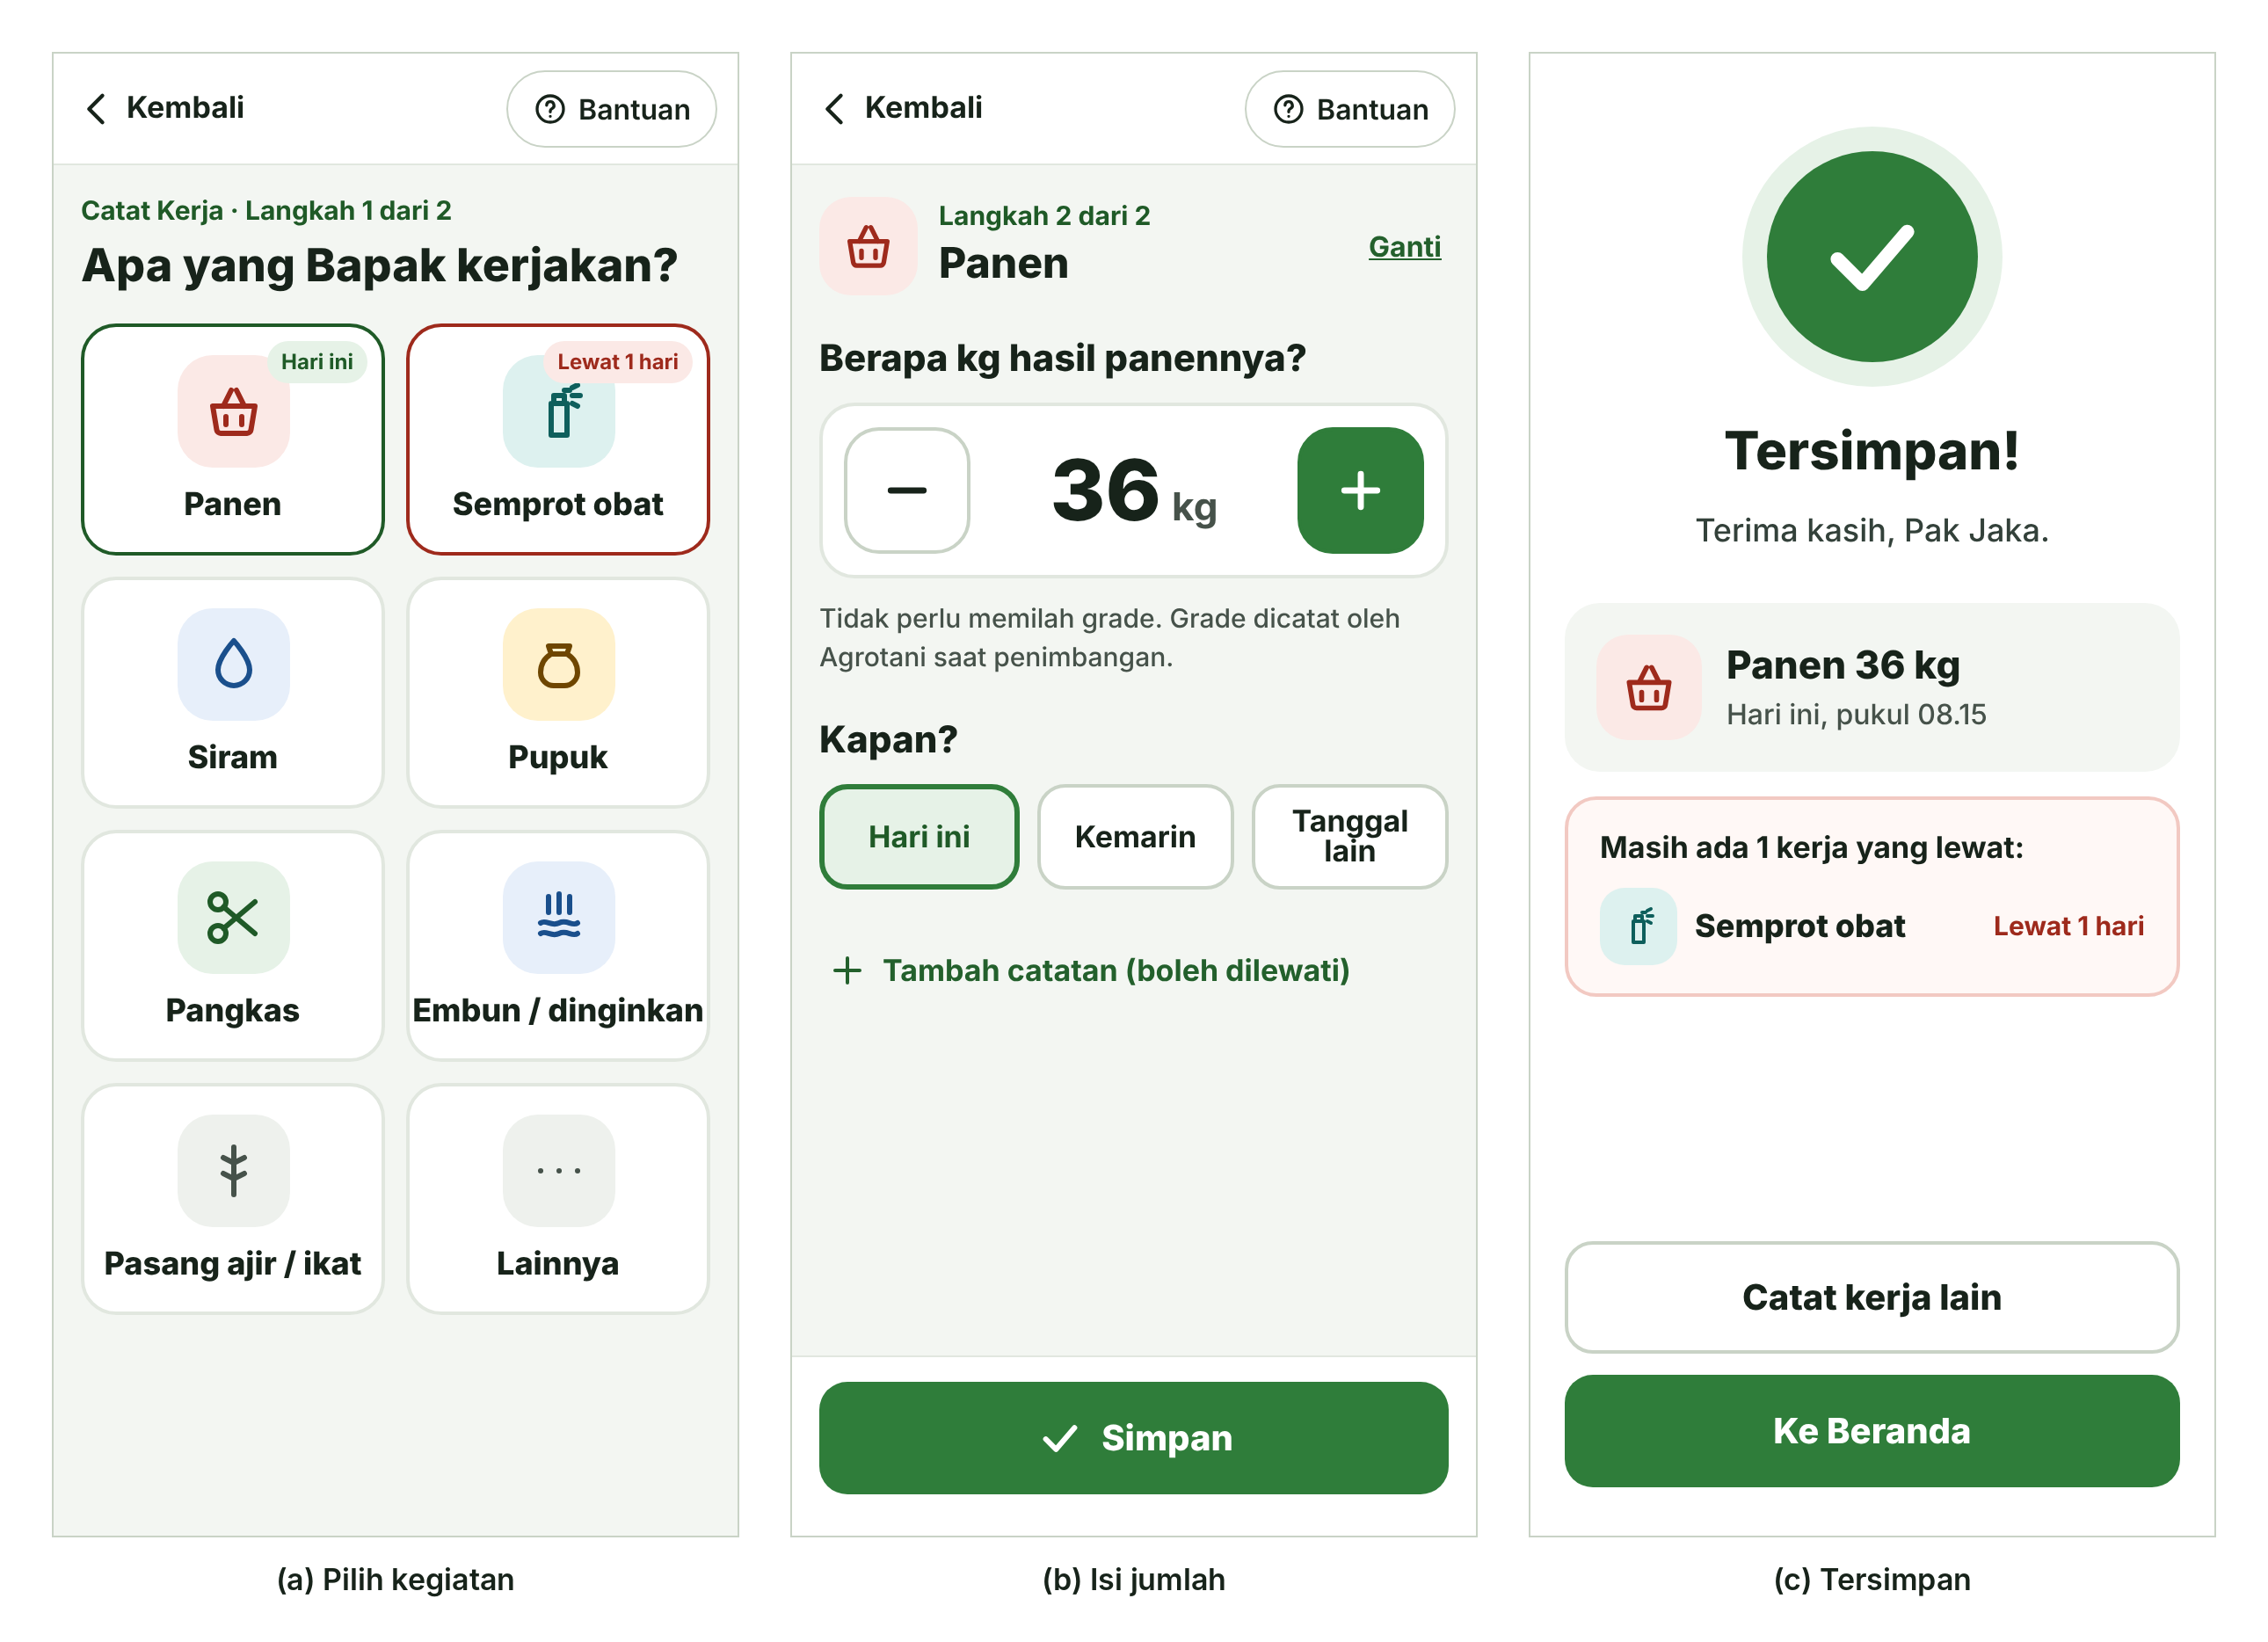 Kembali
Bantuan
Catat Kerja · Langkah 1 dari 2
Apa yang Bapak kerjakan?
Hari ini
Panen
Lewat 1 hari
Semprot obat
Siram
Pupuk
Pangkas
Embun / dinginkan
Pasang ajir / ikat
Lainnya
(a) Pilih kegiatan
Kembali
Bantuan
Langkah 2 dari 2
Panen
Ganti
Berapa kg hasil panennya?
36 kg
Tidak perlu memilah grade. Grade dicatat oleh
Agrotani saat penimbangan.
Kapan?
Hari ini
Kemarin
Tanggal
lain
Tambah catatan (boleh dilewati)
Simpan
(b) Isi jumlah
Tersimpan!
Terima kasih, Pak Jaka.
Panen 36 kg
Hari ini, pukul 08.15
Masih ada 1 kerja yang lewat:
Semprot obat
Lewat 1 hari
Catat kerja lain
Ke Beranda
(c) Tersimpan